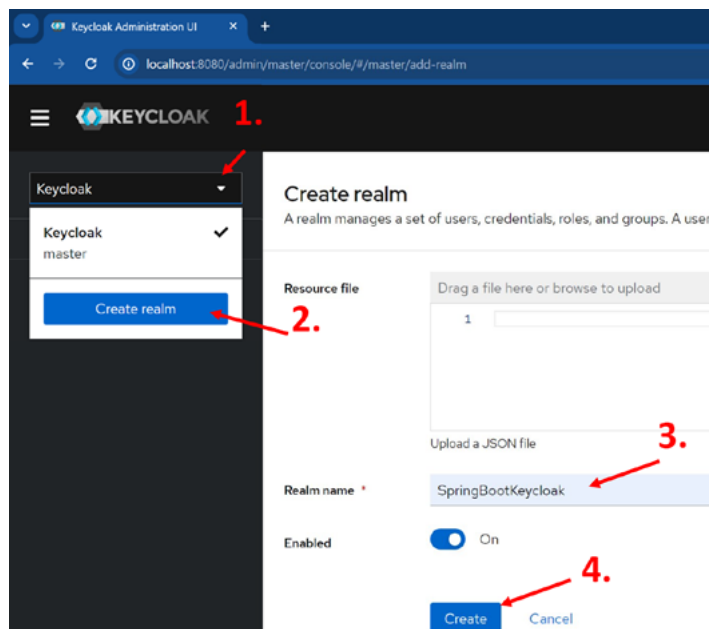 Keycloak Administration UI
localhost:8080/admin/master/console/#/master/add-realm
KEYCLOAK
1.
Keycloak
Keycloak
master
Create realm
2.
Create realm
A realm manages a set of users, credentials, roles, and groups. A user
Resource file
Drag a file here or browse to upload
1
Upload a JSON file
3.
Realm name *
SpringBootKeycloak
Enabled
On
4.
Create Cancel